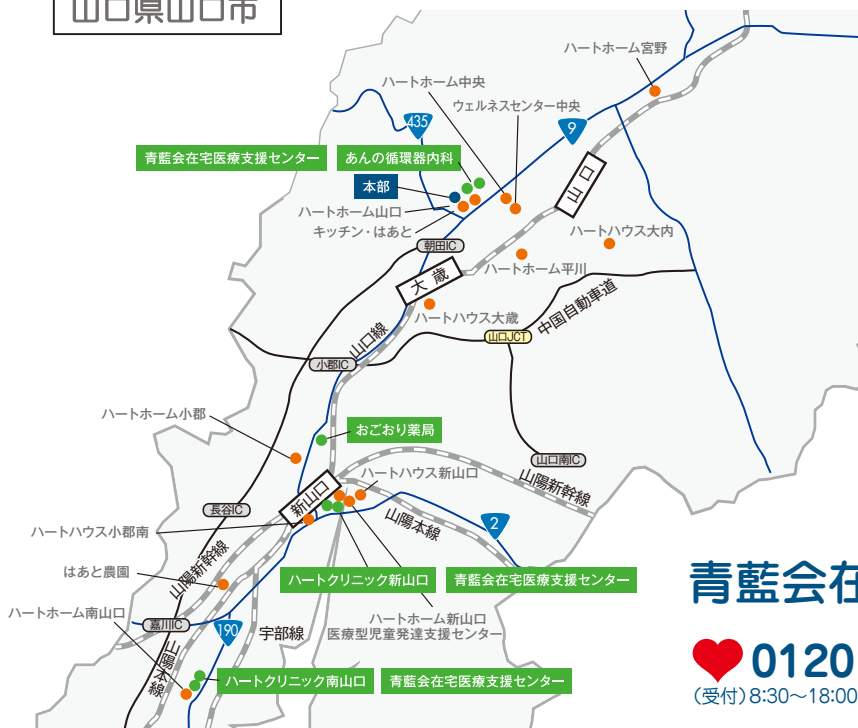 山口県山口市
ハートホーム宮野
ハートホーム中央
ウェルネスセンター中央
435
9
青藍会在宅医療支援センター
あんの循環器内科
本部
山口
ハートホーム山口
キッチン・はあと
朝田IC
ハートハウス大内
大歳
ハートホーム平川
中国自動車道
ハートハウス大歳
山口線
山口JCT
小郡IC
ハートホーム小郡
おごおり薬局
山口南IC
ハートハウス新山口
山陽新幹線
新山口
長谷IC
山陽本線
2
ハートハウス小郡南
山陽新幹線
はあと農園
ハートクリニック新山口
青藍会在宅医療支援センター
ハートホーム南山口
ハートホーム新山口
医療型児童発達支援センター
嘉川IC
190
宇部線
山陽本線
ハートクリニック南山口
青藍会在宅医療支援センター
青藍会在
0120
（受付）8:30～18:00